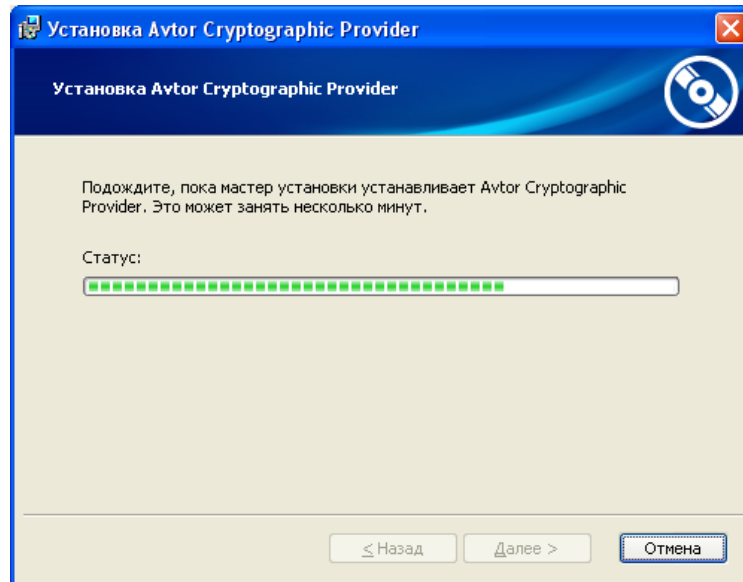 Установка Avtor Cryptographic Provider
Установка Avtor Cryptographic Provider
Подождите, пока мастер установки устанавливает Avtor Cryptographic
Provider. Это может занять несколько минут.
Статус:
< Назад
Далее >
Отмена